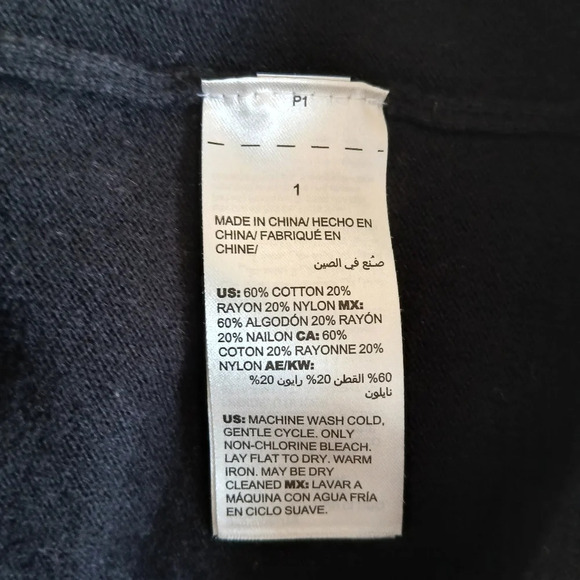 P1
1
MADE IN CHINA/ HECHO EN
CHINA/ FABRIQUÉ EN
CHINE/
صُنع في الصين
US: 60% COTTON 20%
RAYON 20% NYLON MX:
60% ALGODÓN 20% RAYÓN
20% NAILON CA: 60%
COTON 20% RAYONNE 20%
NYLON AE/KW:
60% القطن 20% رايون 20%
نايلون
US: MACHINE WASH COLD,
GENTLE CYCLE. ONLY
NON-CHLORINE BLEACH.
LAY FLAT TO DRY. WARM
IRON. MAY BE DRY
CLEANED MX: LAVAR A
MÁQUINA CON AGUA FRÍA
EN CICLO SUAVE.